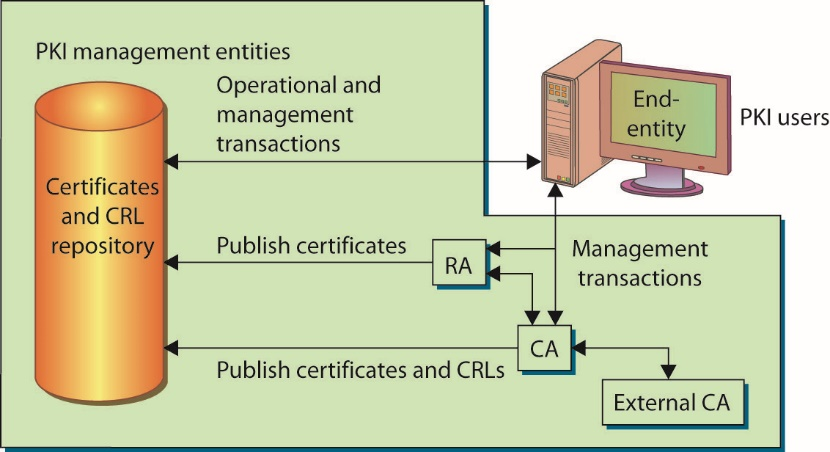 PKI management entities
Operational and
management
transactions
End-
entity
PKI users
Certificates
and CRL
repository
Publish certificates
RA
Management
transactions
CA
Publish certificates and CRLs
External CA